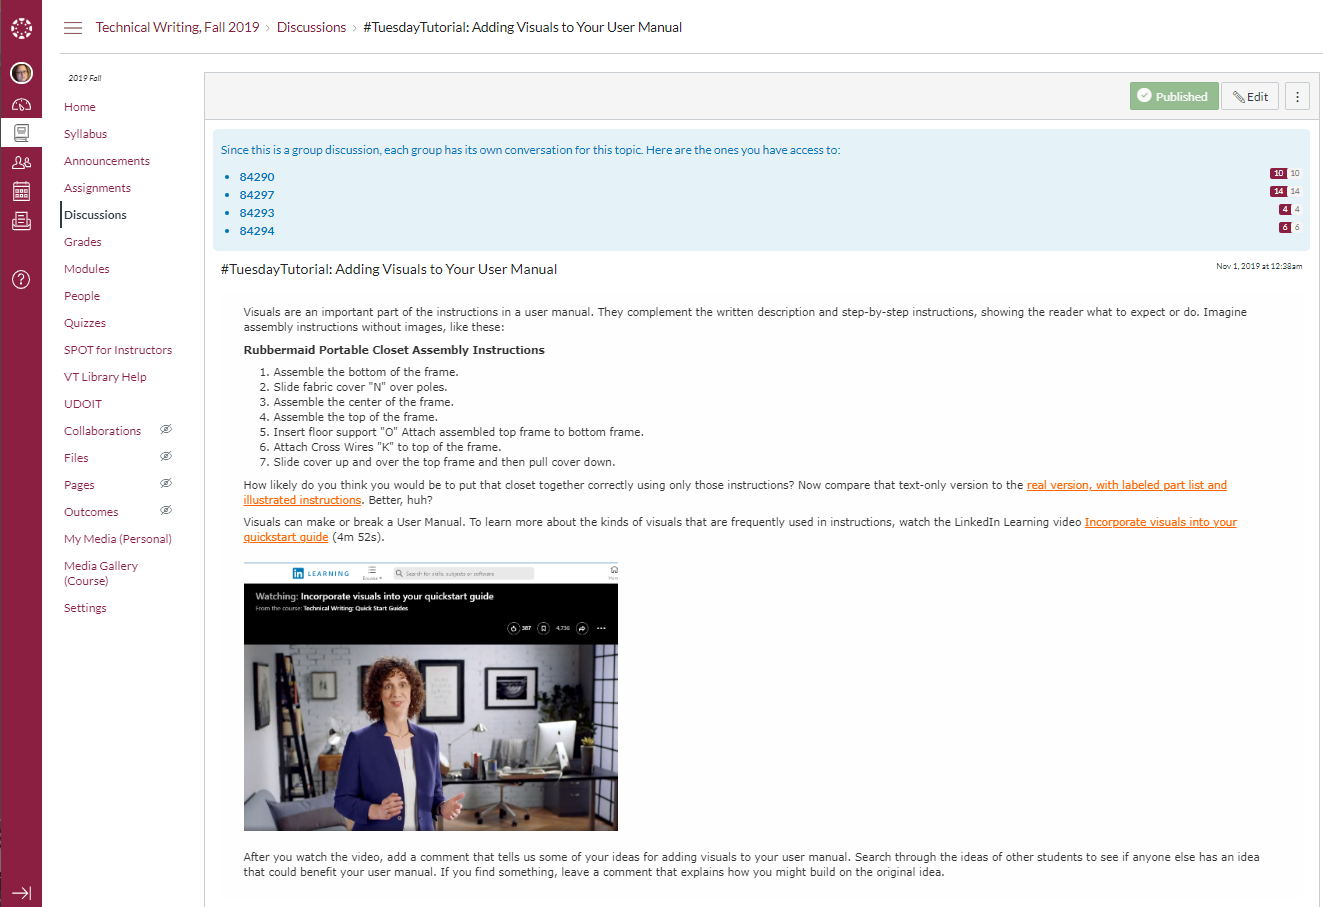 Technical Writing, Fall 2019 › Discussions › #TuesdayTutorial: Adding Visuals to Your User Manual
2019 Fall
Home
Syllabus
Announcements
Assignments
Discussions
Grades
Modules
People
Quizzes
SPOT for Instructors
VT Library Help
UDOIT
Collaborations
Files
Pages
Outcomes
My Media (Personal)
Media Gallery
(Course)
Settings
Published Edit
Since this is a group discussion, each group has its own conversation for this topic. Here are the ones you have access to:
• 84290 10 10
• 84297 14 14
• 84293 4 4
• 84294 6 6
#TuesdayTutorial: Adding Visuals to Your User Manual Nov 1, 2019 at 12:38am
Visuals are an important part of the instructions in a user manual. They complement the written description and step-by-step instructions, showing the reader what to expect or do. Imagine
assembly instructions without images, like these:
Rubbermaid Portable Closet Assembly Instructions
1. Assemble the bottom of the frame.
2. Slide fabric cover "N" over poles.
3. Assemble the center of the frame.
4. Assemble the top of the frame.
5. Insert floor support "O" Attach assembled top frame to bottom frame.
6. Attach Cross Wires "K" to top of the frame.
7. Slide cover up and over the top frame and then pull cover down.
How likely do you think you would be to put that closet together correctly using only those instructions? Now compare that text-only version to the real version, with labeled part list and
illustrated instructions. Better, huh?
Visuals can make or break a User Manual. To learn more about the kinds of visuals that are frequently used in instructions, watch the LinkedIn Learning video Incorporate visuals into your
quickstart guide (4m 52s).
in LEARNING Browse Search for skills, subjects or software
Watching: Incorporate visuals into your quickstart guide
From the course: Technical Writing: Quick Start Guides
387 4,736
After you watch the video, add a comment that tells us some of your ideas for adding visuals to your user manual. Search through the ideas of other students to see if anyone else has an idea
that could benefit your user manual. If you find something, leave a comment that explains how you might build on the original idea.